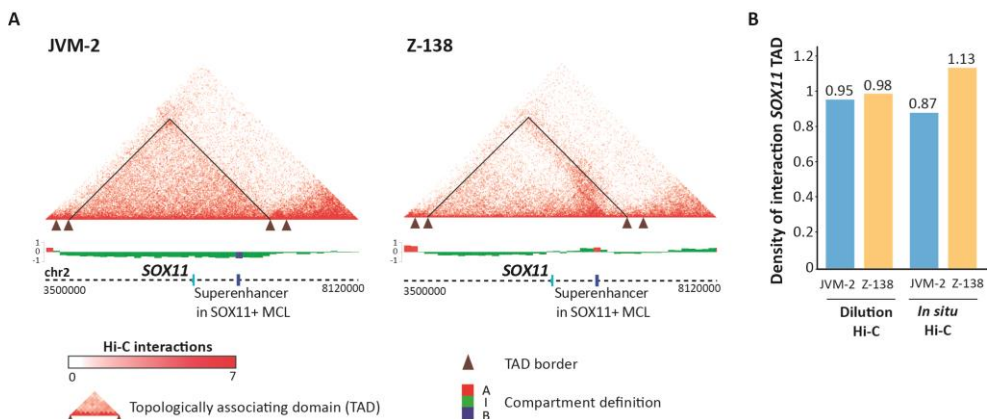 A
B
JVM-2
Z-138
1
0
-1
1
0
-1
chr2
SOX11
SOX11
3500000
Superenhancer
in SOX11+ MCL
8120000
3500000
Superenhancer
in SOX11+ MCL
8120000
Hi-C interactions
0
7
Topologically associating domain (TAD)
TAD border
A
I
B
Compartment definition
Density of interaction SOX11 TAD
1.2
1
0.8
0.6
0.4
0.2
0
0.95
0.98
0.87
1.13
JVM-2 Z-138 JVM-2 Z-138
Dilution
Hi-C
In situ
Hi-C